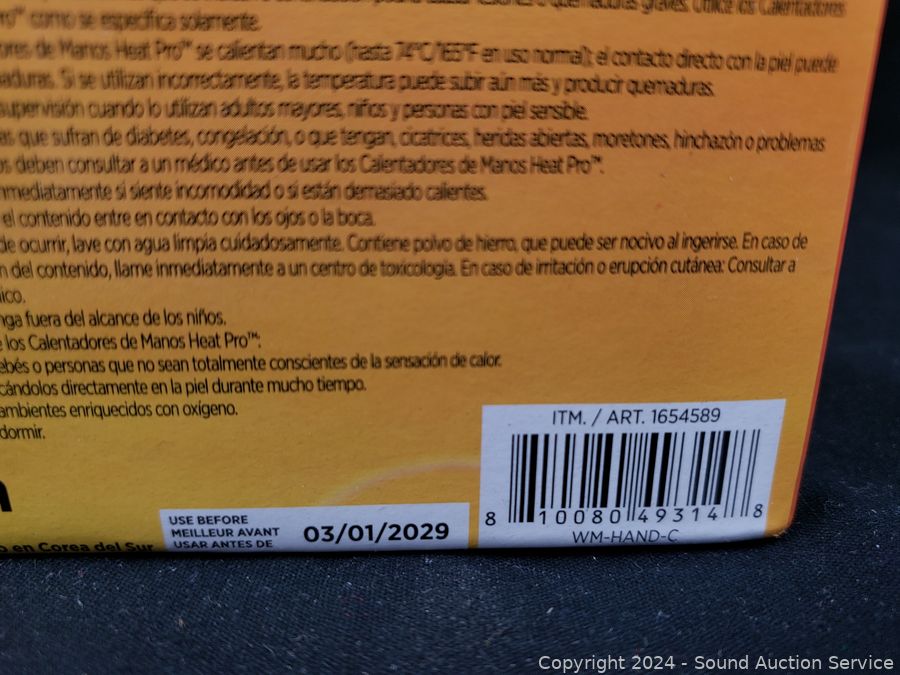 Pro™ como se especifica solamente.
ores de Manos Heat Pro™ se calientan mucho (hasta 74°C/165°F en uso normal); el contacto directo con la piel puede
aduras. Si se utilizan incorrectamente, la temperatura puede subir aún más y producir quemaduras.
supervisión cuando lo utilizan adultos mayores, niños y personas con piel sensible.
as que sufran de diabetes, congelación, o que tengan, cicatrices, heridas abiertas, moretones, hinchazón o problemas
os deben consultar a un médico antes de usar los Calentadores de Manos Heat Pro™.
nmediatamente si siente incomodidad o si están demasiado calientes.
el contenido entre en contacto con los ojos o la boca.
de ocurrir, lave con agua limpia cuidadosamente. Contiene polvo de hierro, que puede ser nocivo al ingerirse. En caso de
n del contenido, llame inmediatamente a un centro de toxicología. En caso de irritación o erupción cutánea: Consultar a
ico.
nga fuera del alcance de los niños.
e los Calentadores de Manos Heat Pro™:
ebés o personas que no sean totalmente conscientes de la sensación de calor.
cándolos directamente en la piel durante mucho tiempo.
ambientes enriquecidos con oxígeno.
dormir.
ITM. / ART. 1654589
8 10080 49314 8
WM-HAND-C
USE BEFORE
MEILLEUR AVANT
USAR ANTES DE
03/01/2029
o en Corea del Sur
Copyright 2024 - Sound Auction Service